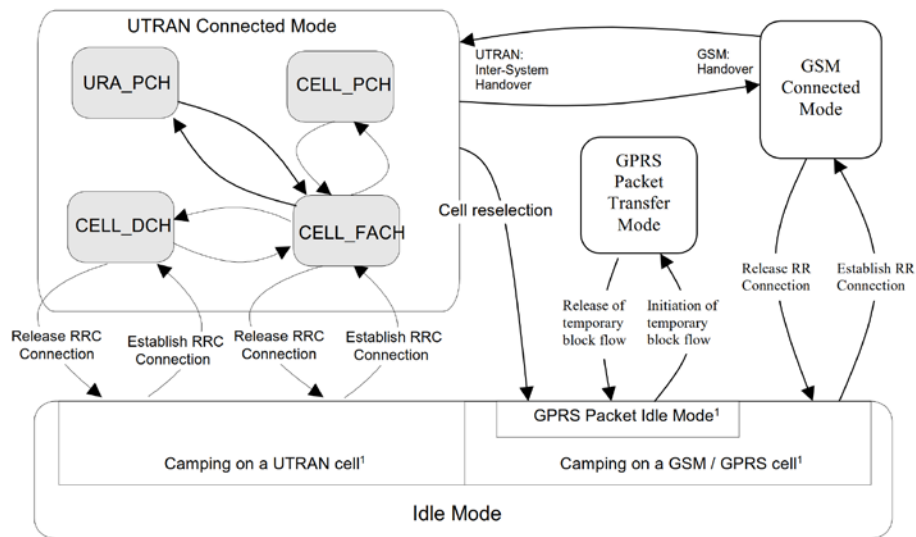 UTRAN Connected Mode
URA_PCH
CELL_PCH
CELL_DCH
CELL_FACH
UTRAN:
Inter-System
Handover
GSM:
Handover
GSM
Connected
Mode
GPRS
Packet
Transfer
Mode
Cell reselection
Release RRC
Connection
Establish RRC
Connection
Release RRC
Connection
Establish RRC
Connection
Release of
temporary
block flow
Initiation of
temporary
block flow
Release RR
Connection
Establish RR
Connection
GPRS Packet Idle Mode¹
Camping on a UTRAN cell¹
Camping on a GSM / GPRS cell¹
Idle Mode